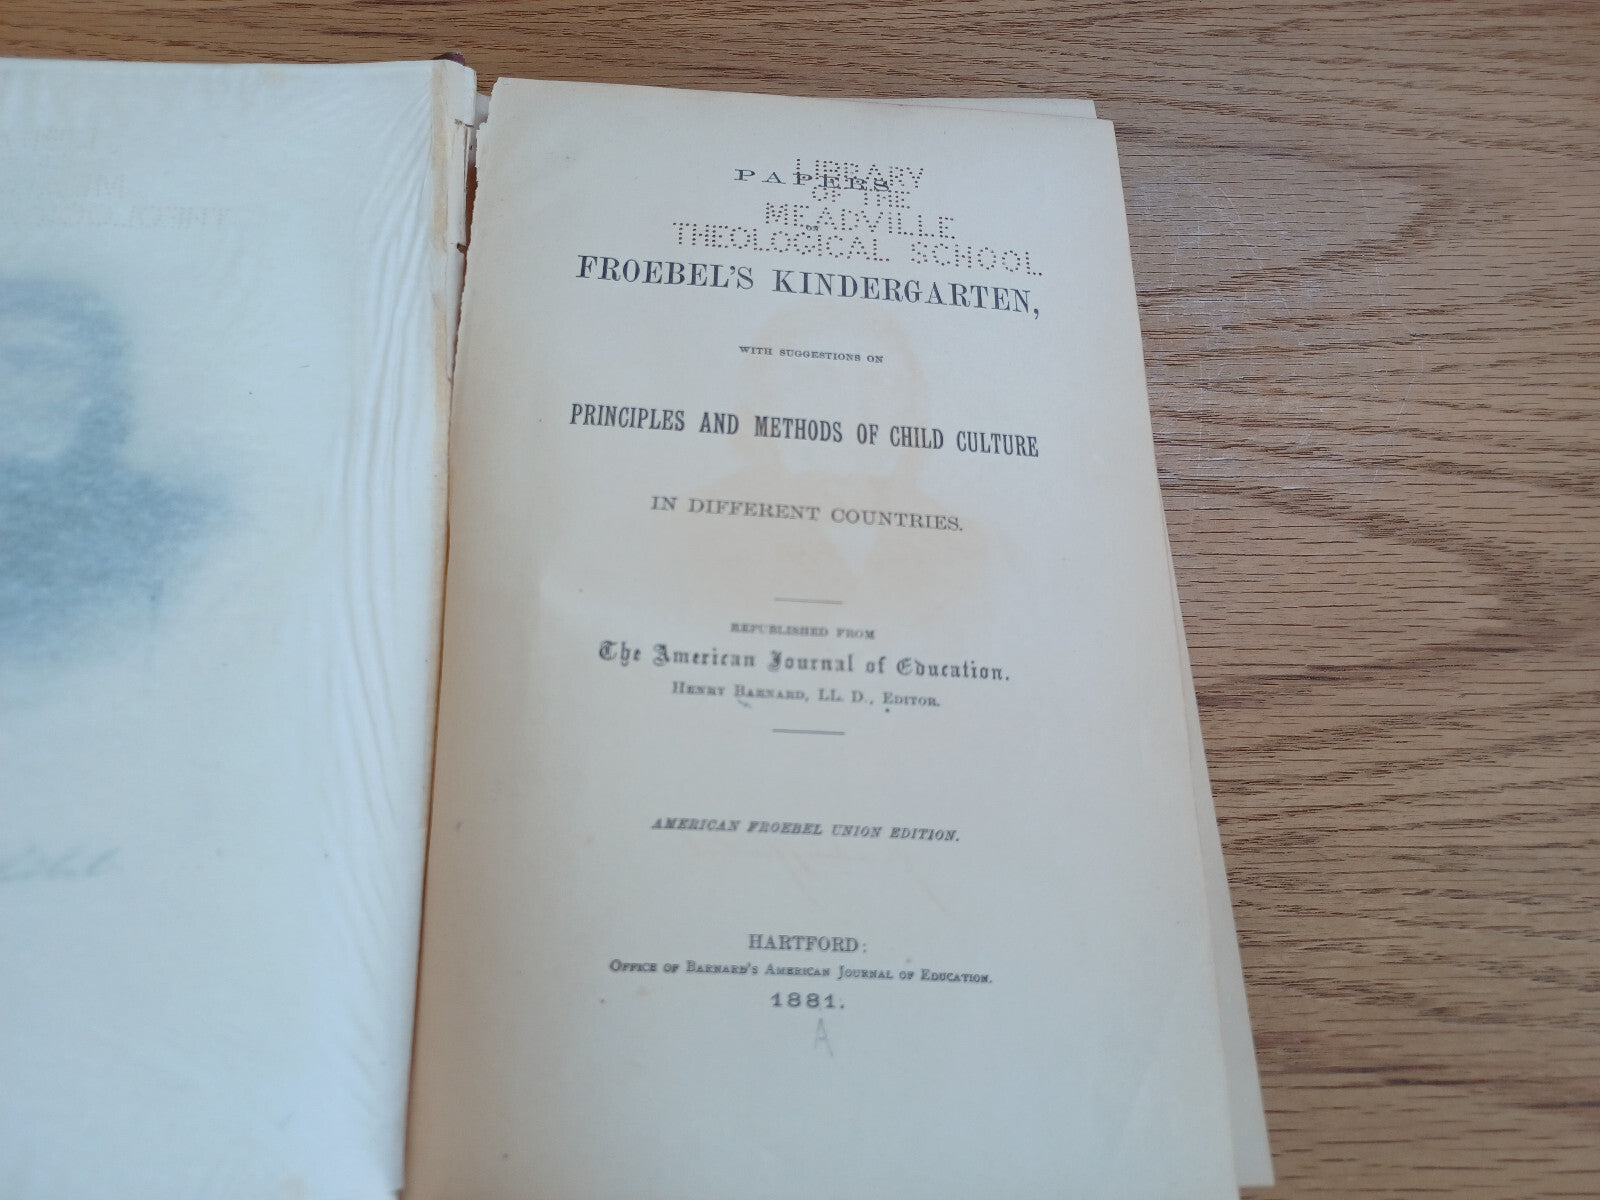 LIBRARY
PAPERS
OF THE
MEADVILLE
ON
THEOLOGICAL SCHOOL
FROEBEL'S KINDERGARTEN,
WITH SUGGESTIONS ON
PRINCIPLES AND METHODS OF CHILD CULTURE
IN DIFFERENT COUNTRIES.
REPUBLISHED FROM
The American Journal of Education.
HENRY BARNARD, LL. D., EDITOR.
AMERICAN FROEBEL UNION EDITION.
HARTFORD:
OFFICE OF BARNARD'S AMERICAN JOURNAL OF EDUCATION.
1881.
A